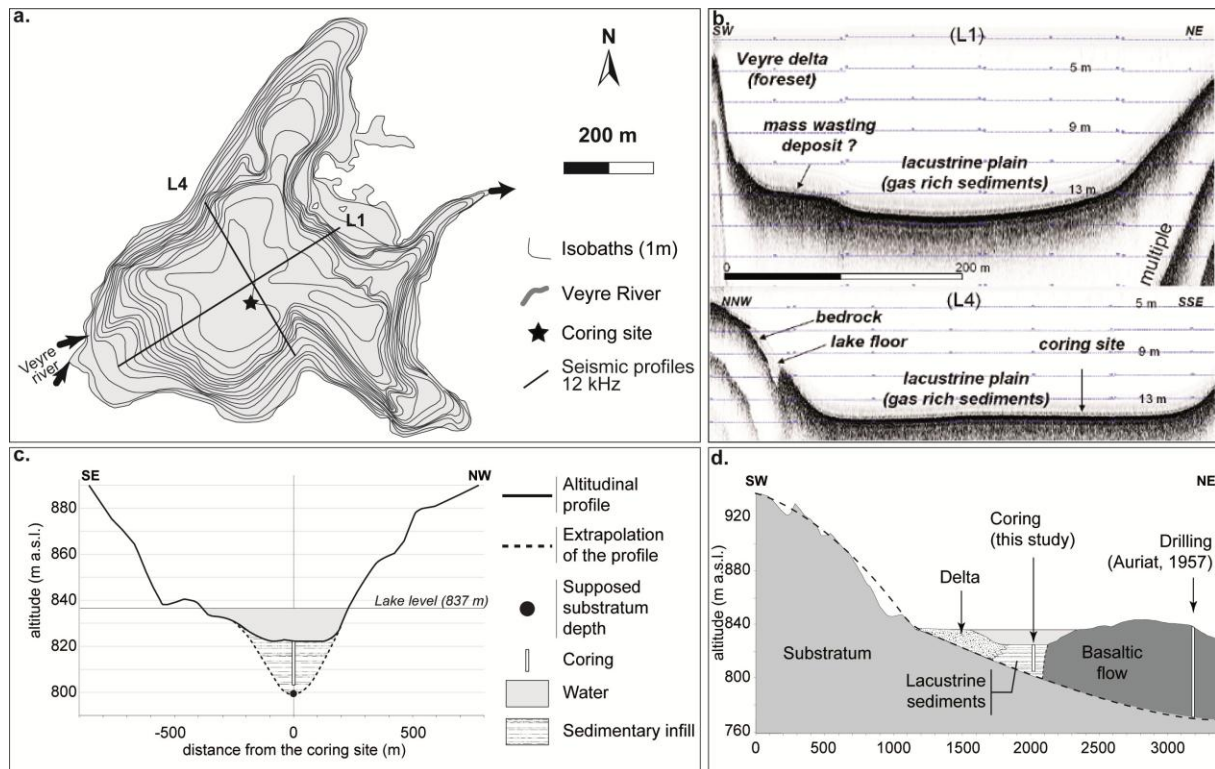 a.
N
200 m
L4
L1
Veyre
river
Isobaths (1m)
Veyre River
Coring site
Seismic profiles
12 kHz
b.
SW
(L1)
NE
Veyre delta
(foreset)
5 m
mass wasting
deposit ?
9 m
lacustrine plain
(gas rich sediments)
13 m
multiple
0
200 m
NNW
(L4)
5 m
SSE
bedrock
lake floor
coring site
9 m
lacustrine plain
(gas rich sediments)
13 m
c.
SE
NW
880
860
840
820
800
altitude (m a.s.l.)
Lake level (837 m)
-500
0
500
distance from the coring site (m)
Altitudinal
profile
Extrapolation
of the profile
Supposed
substratum
depth
Coring
Water
Sedimentary infill
d.
SW
NE
920
880
840
800
760
altitude (m a.s.l.)
Coring
(this study)
Drilling
(Auriat, 1957)
Delta
Substratum
Basaltic
flow
Lacustrine
sediments
0
500
1000
1500
2000
2500
3000